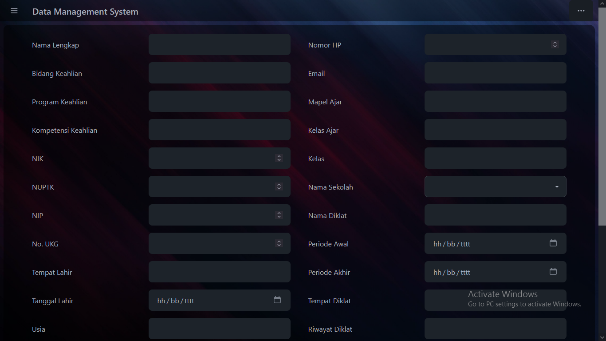 Data Management System
Nama Lengkap
Nomor HP
Bidang Keahlian
Email
Program Keahlian
Mapel Ajar
Kompetensi Keahlian
Kelas Ajar
NIK
Kelas
NUPTK
Nama Sekolah
NIP
Nama Diklat
No. UKG
Periode Awal
hh / bb / tttt
Tempat Lahir
Periode Akhir
hh / bb / tttt
Tanggal Lahir
hh / bb / tttt
Tempat Diklat
Activate Windows
Go to PC settings to activate Windows.
Usia
Riwayat Diklat